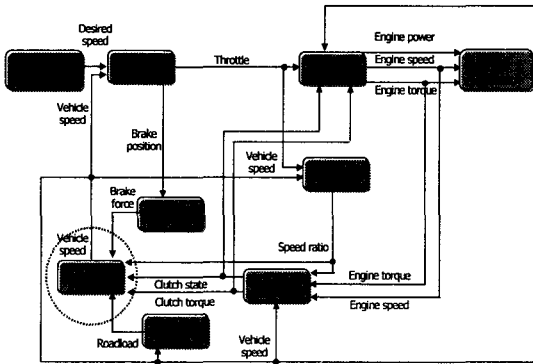 Desired
speed
Engine power
Throttle
Engine speed
Engine torque
Vehicle
speed
Brake
position
Vehicle
speed
Brake
force
Vehicle
speed
Speed ratio
Engine torque
Clutch state
Clutch torque
Engine speed
Roadload
Vehicle
speed